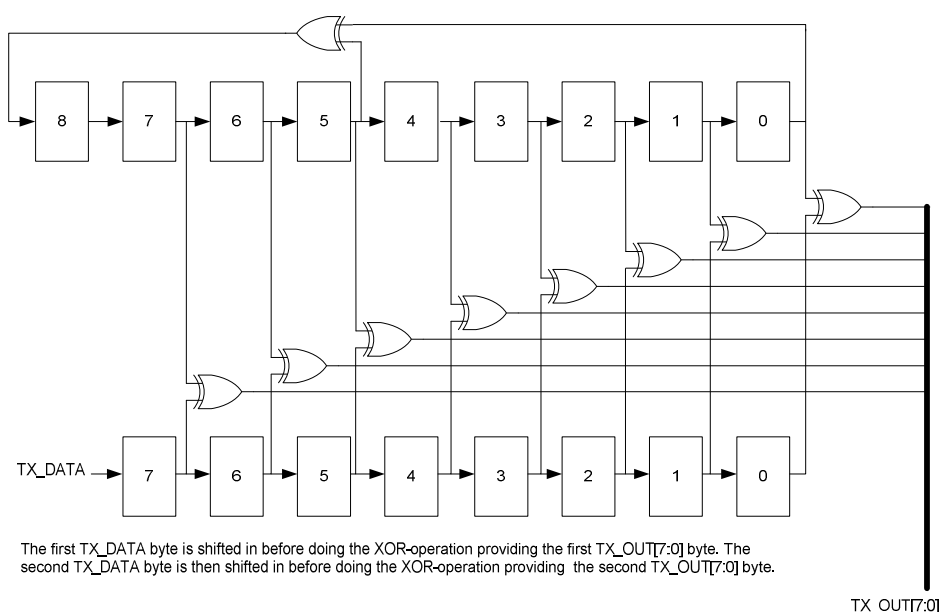 8 7 6 5 4 3 2 1 0
TX_DATA 7 6 5 4 3 2 1 0
The first TX_DATA byte is shifted in before doing the XOR-operation providing the first TX_OUT[7:0] byte. The
second TX_DATA byte is then shifted in before doing the XOR-operation providing the second TX_OUT[7:0] byte.
TX_OUT[7:0]